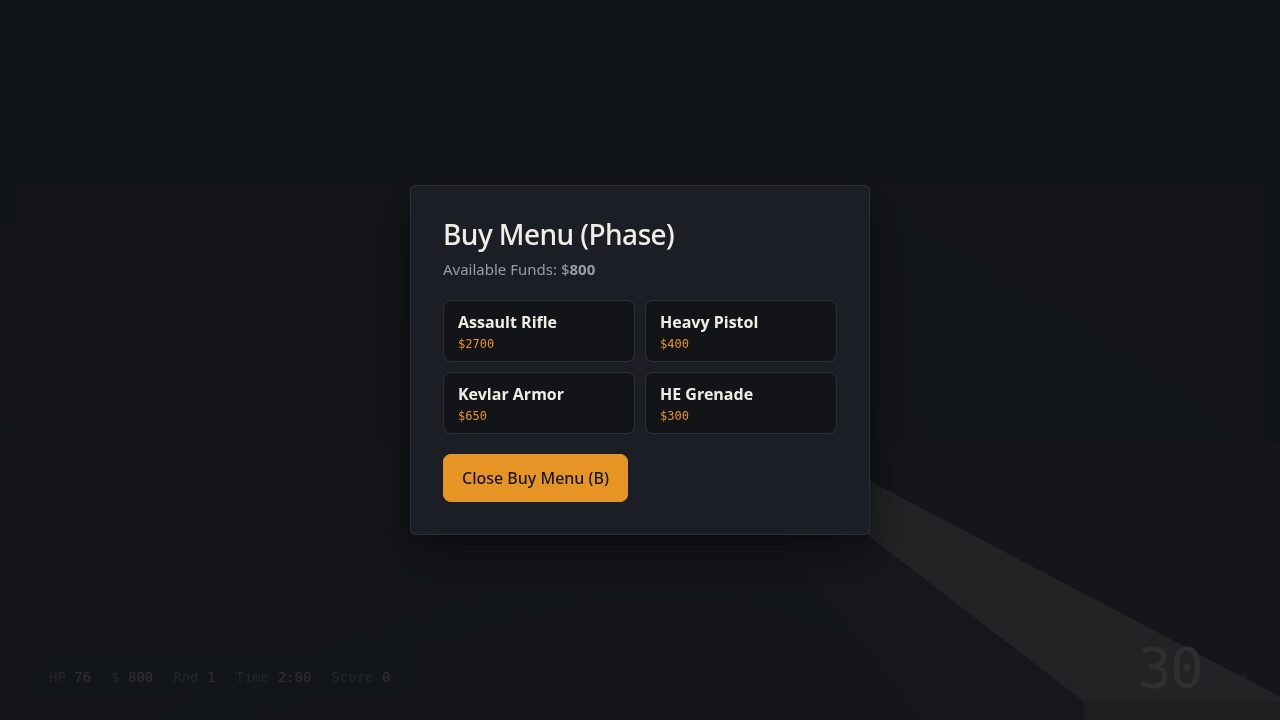 Buy Menu (Phase)
Available Funds: $800
Assault Rifle
$2700
Heavy Pistol
$400
Kevlar Armor
$650
HE Grenade
$300
Close Buy Menu (B)
HP 76 $ 800 Rnd 1 Time 2:00 Score 0
30